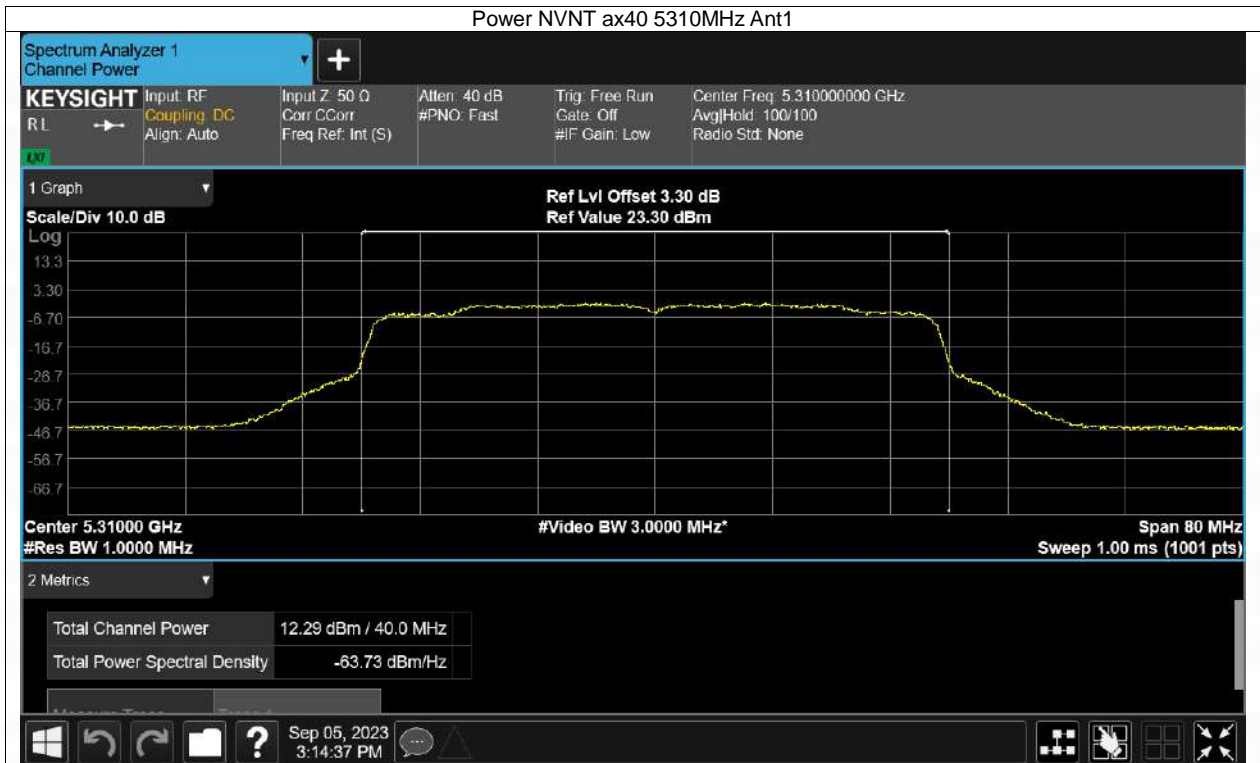 Power NVNT ax40 5310MHz Ant1
Spectrum Analyzer 1
Channel Power
KEYSIGHT
RL
LXI
Input: RF
Coupling: DC
Align: Auto
Input Z: 50 Ω
Corr CCorr
Freq Ref: Int (S)
Atten: 40 dB
#PNO: Fast
Trig: Free Run
Gate: Off
#IF Gain: Low
Center Freq: 5.310000000 GHz
Avg|Hold: 100/100
Radio Std: None
1 Graph
Scale/Div 10.0 dB
Ref Lvl Offset 3.30 dB
Ref Value 23.30 dBm
Log
13.3
3.30
-6.70
-16.7
-26.7
-36.7
-46.7
-56.7
-66.7
Center 5.31000 GHz
#Video BW 3.0000 MHz*
Span 80 MHz
#Res BW 1.0000 MHz
Sweep 1.00 ms (1001 pts)
2 Metrics
Total Channel Power 12.29 dBm / 40.0 MHz
Total Power Spectral Density -63.73 dBm/Hz
?
Sep 05, 2023
3:14:37 PM